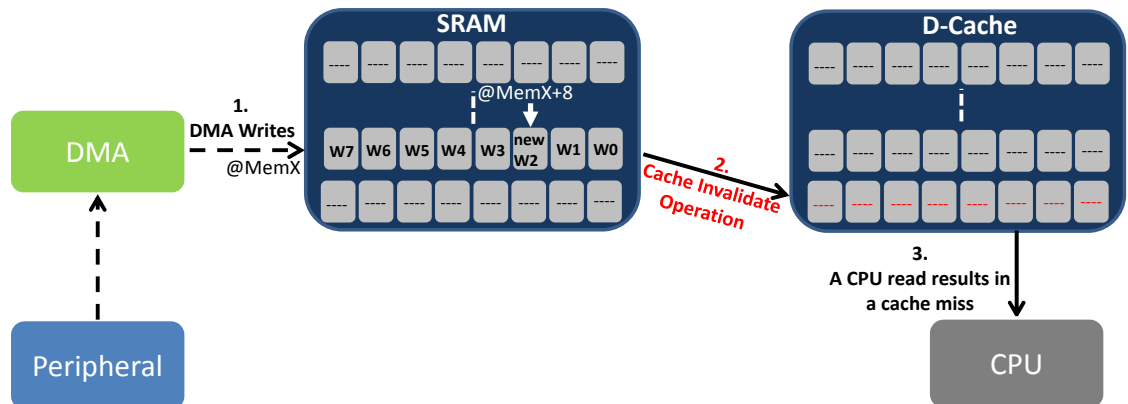 SRAM
D-Cache
---- ---- ---- ---- ---- ---- ---- ----
---- ---- ---- ---- ---- ---- ---- ----
@MemX+8
1.
DMA Writes
@MemX
DMA
W7 W6 W5 W4 W3 new W2 W1 W0
---- ---- ---- ---- ---- ---- ---- ----
---- ---- ---- ---- ---- ---- ---- ----
2.
Cache Invalidate
Operation
---- ---- ---- ---- ---- ---- ---- ----
3.
A CPU read results in
a cache miss
Peripheral
CPU